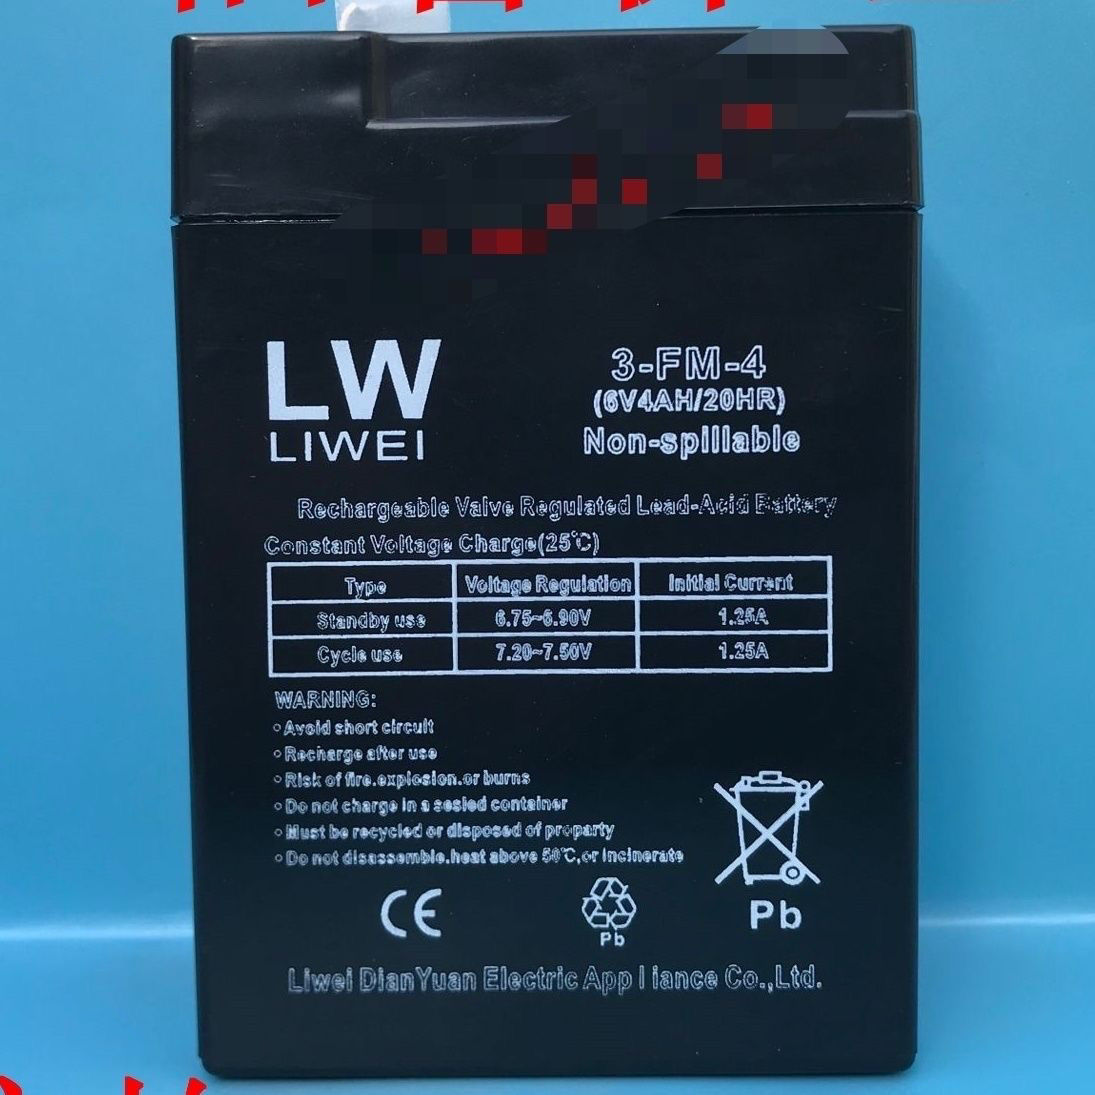 LW
LIWEI
3-FM-4
(6V4AH/20HR)
Non-spillable
Rechargeable Valve Regulated Lead-Acid Battery
Constant Voltage Charge(25℃)
Type Voltage Regulation Initial Current
Standby use 6.75~6.90V 1.25A
Cycle use 7.20~7.50V 1.25A
WARNING:
◦Avoid short circuit
◦Recharge after use
◦Risk of fire.explosion.or burns
◦Do not charge in a sesled container
◦Must be recycled or disposed of proparty
◦Do not disassemble.heat above 50℃,or incinerate
CE
Pb
Pb
Liwei DianYuan Electric App l iance Co.,Ltd.